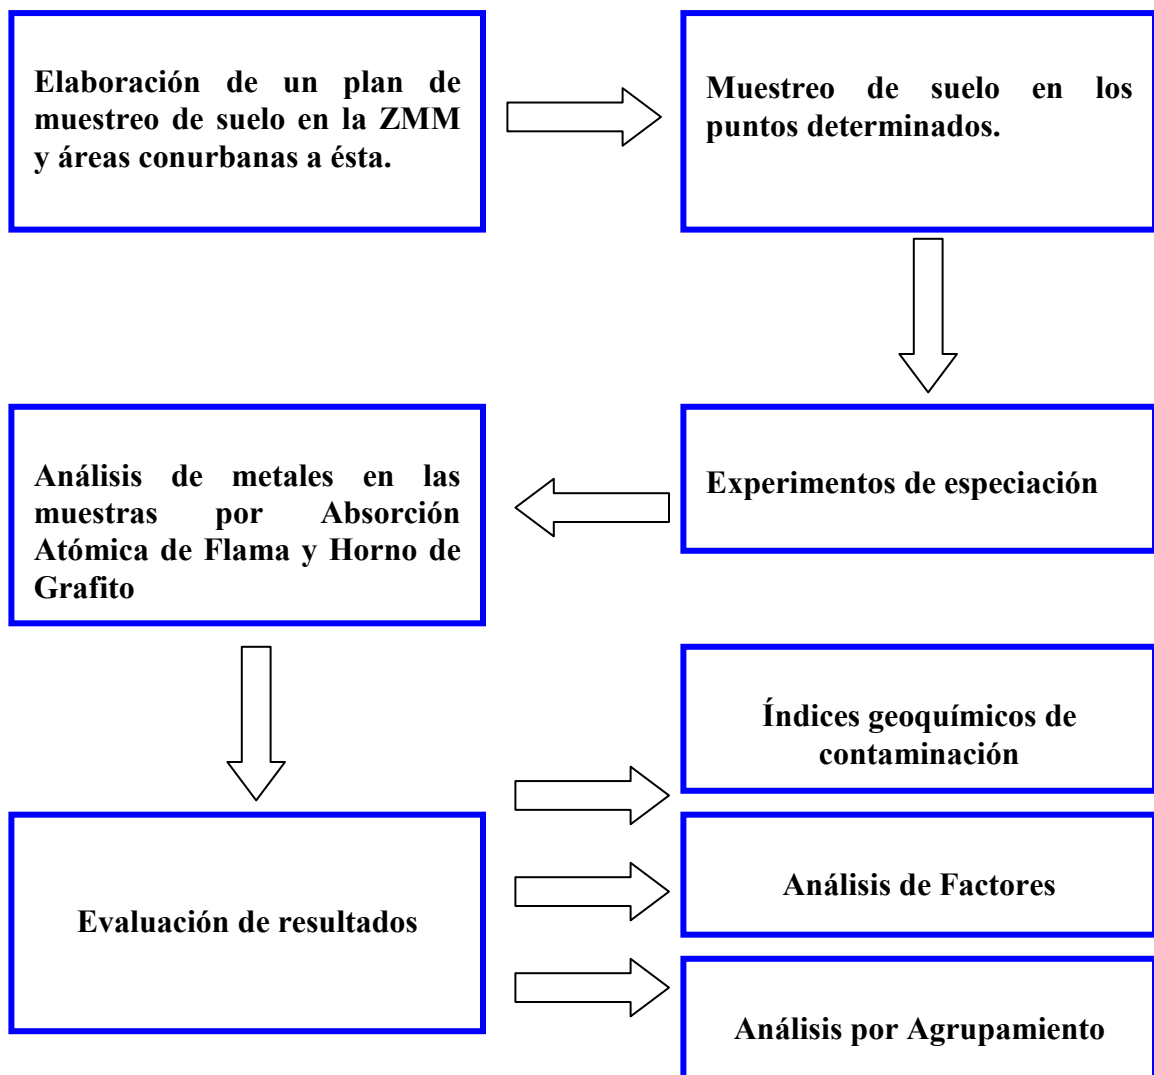 Elaboración de un plan de
muestreo de suelo en la ZMM
y áreas conurbanas a ésta.
Muestreo de suelo en los
puntos determinados.
Experimentos de especiación
Análisis de metales en las
muestras por Absorción
Atómica de Flama y Horno de
Grafito
Evaluación de resultados
Índices geoquímicos de
contaminación
Análisis de Factores
Análisis por Agrupamiento